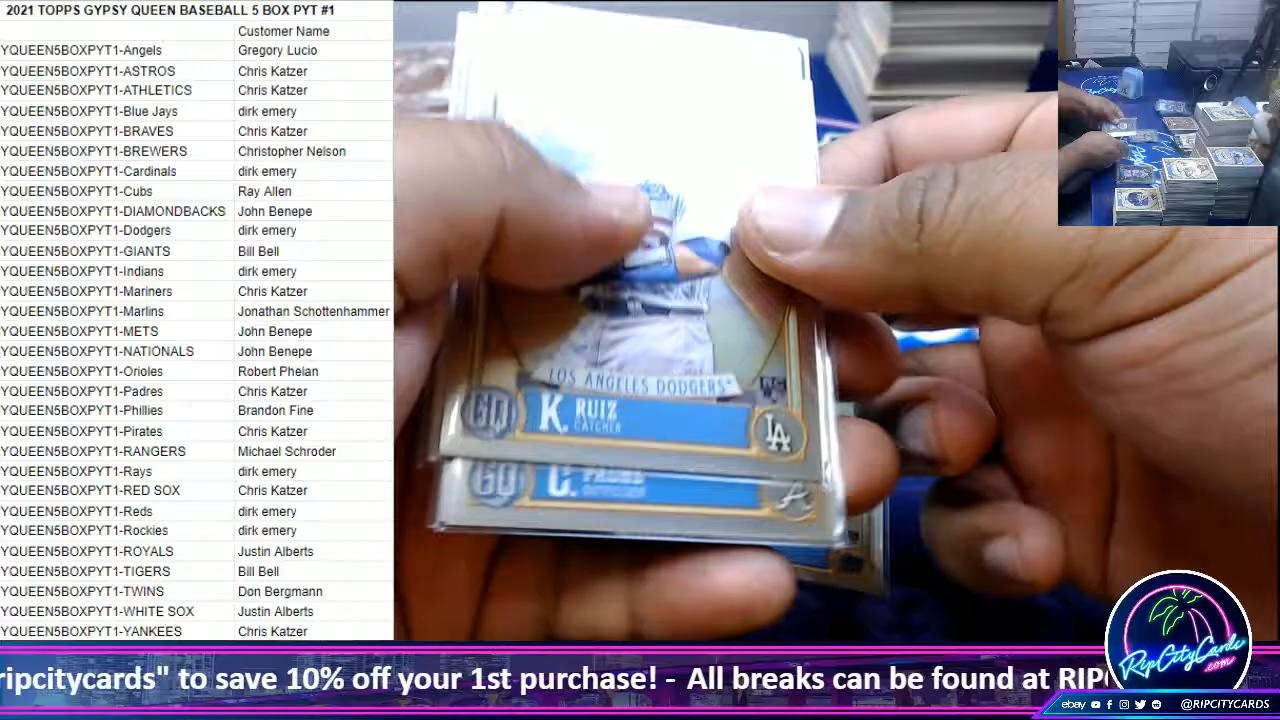 2021 TOPPS GYPSY QUEEN BASEBALL 5 BOX PYT #1
Customer Name
YQUEEN5BOXPYT1-Angels Gregory Lucio
YQUEEN5BOXPYT1-ASTROS Chris Katzer
YQUEEN5BOXPYT1-ATHLETICS Chris Katzer
YQUEEN5BOXPYT1-Blue Jays dirk emery
YQUEEN5BOXPYT1-BRAVES Chris Katzer
YQUEEN5BOXPYT1-BREWERS Christopher Nelson
YQUEEN5BOXPYT1-Cardinals dirk emery
YQUEEN5BOXPYT1-Cubs Ray Allen
YQUEEN5BOXPYT1-DIAMONDBACKS John Benepe
YQUEEN5BOXPYT1-Dodgers dirk emery
YQUEEN5BOXPYT1-GIANTS Bill Bell
YQUEEN5BOXPYT1-Indians dirk emery
YQUEEN5BOXPYT1-Mariners Chris Katzer
YQUEEN5BOXPYT1-Marlins Jonathan Schottenhammer
YQUEEN5BOXPYT1-METS John Benepe
YQUEEN5BOXPYT1-NATIONALS John Benepe
YQUEEN5BOXPYT1-Orioles Robert Phelan
YQUEEN5BOXPYT1-Padres Chris Katzer
YQUEEN5BOXPYT1-Phillies Brandon Fine
YQUEEN5BOXPYT1-Pirates Chris Katzer
YQUEEN5BOXPYT1-RANGERS Michael Schroder
YQUEEN5BOXPYT1-Rays dirk emery
YQUEEN5BOXPYT1-RED SOX Chris Katzer
YQUEEN5BOXPYT1-Reds dirk emery
YQUEEN5BOXPYT1-Rockies dirk emery
YQUEEN5BOXPYT1-ROYALS Justin Alberts
YQUEEN5BOXPYT1-TIGERS Bill Bell
YQUEEN5BOXPYT1-TWINS Don Bergmann
YQUEEN5BOXPYT1-WHITE SOX Justin Alberts
YQUEEN5BOXPYT1-YANKEES Chris Katzer
LOS ANGELES DODGERS
RC
GQ K. RUIZ LA
CATCHER
GQ C. A
RipCityCards
.com
ripcitycards" to save 10% off your 1st purchase! - All breaks can be found at RIP
ebay @RIPCITYCARDS